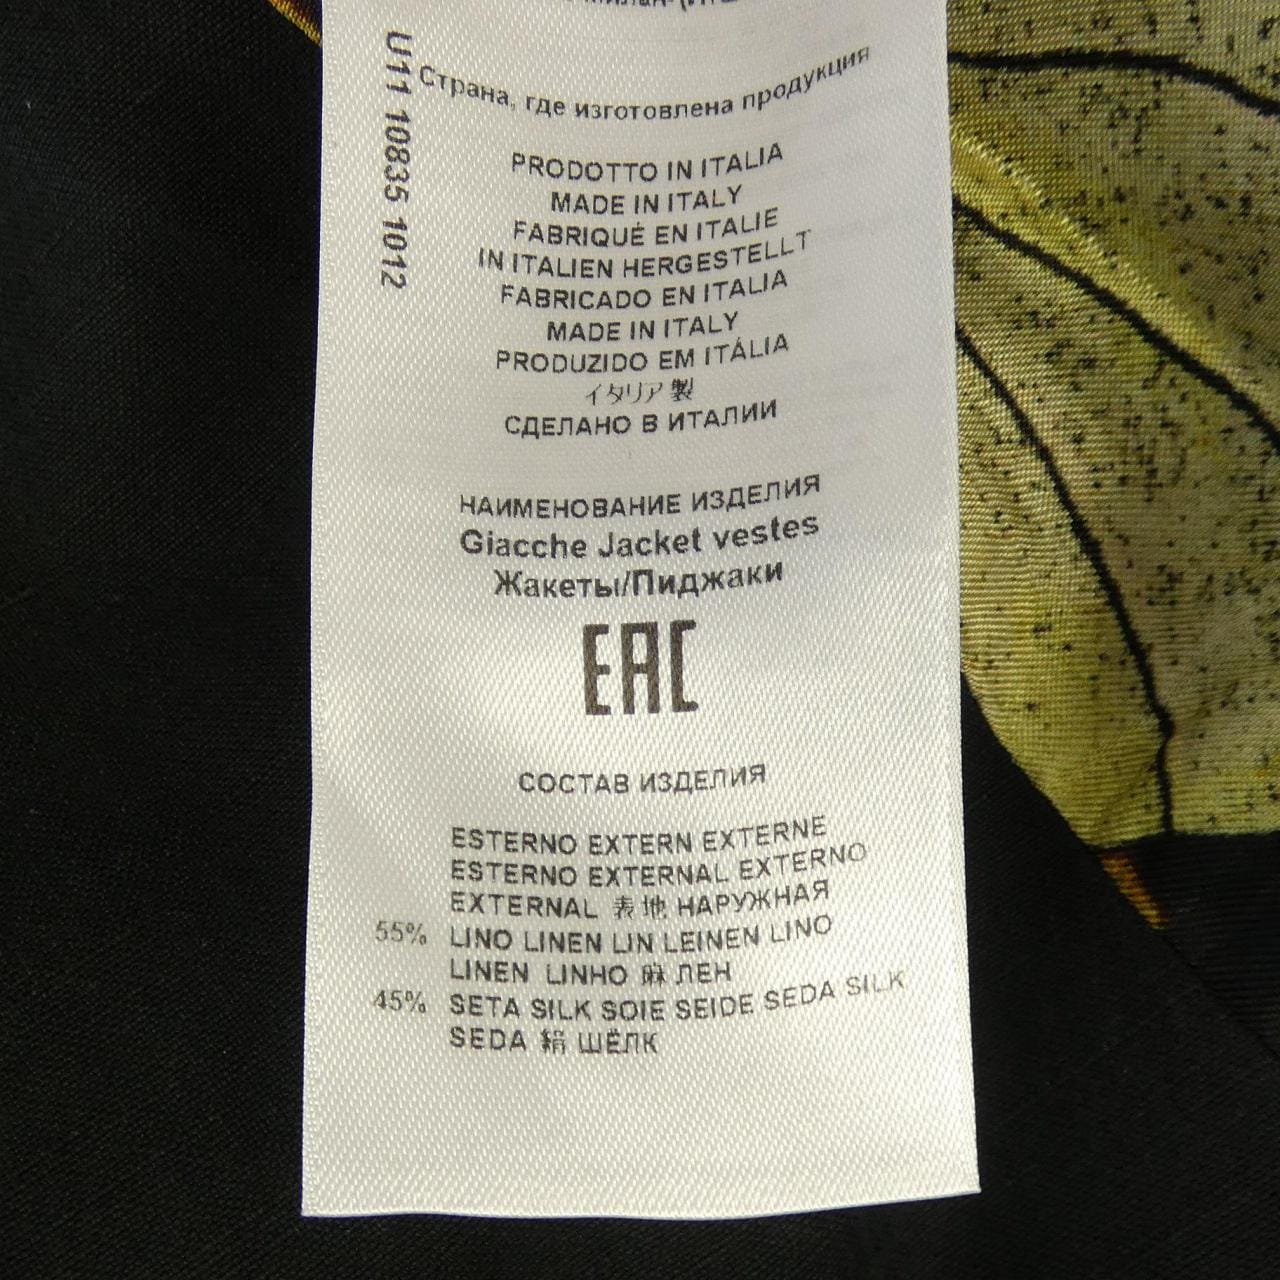 Страна, где изготовлена продукция
U11 10835 1012
PRODOTTO IN ITALIA
MADE IN ITALY
FABRIQUÉ EN ITALIE
IN ITALIEN HERGESTELLT
FABRICADO EN ITALIA
MADE IN ITALY
PRODUZIDO EM ITÁLIA
イタリア製
СДЕЛАНО В ИТАЛИИ
НАИМЕНОВАНИЕ ИЗДЕЛИЯ
Giacche Jacket vestes
Жакеты/Пиджаки
EAC
СОСТАВ ИЗДЕЛИЯ
ESTERNO EXTERN EXTERNE
ESTERNO EXTERNAL EXTERNO
EXTERNAL 表地 НАРУЖНАЯ
55% LINO LINEN LIN LEINEN LINO
LINEN LINHO 麻 ЛЕН
45% SETA SILK SOIE SEIDE SEDA SILK
SEDA 絹 ШЁЛК